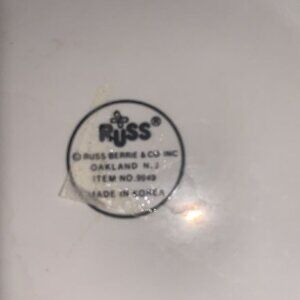 RUSS®
© RUSS BERRIE & CO. INC
OAKLAND N.J
ITEM NO.
MADE IN KOREA